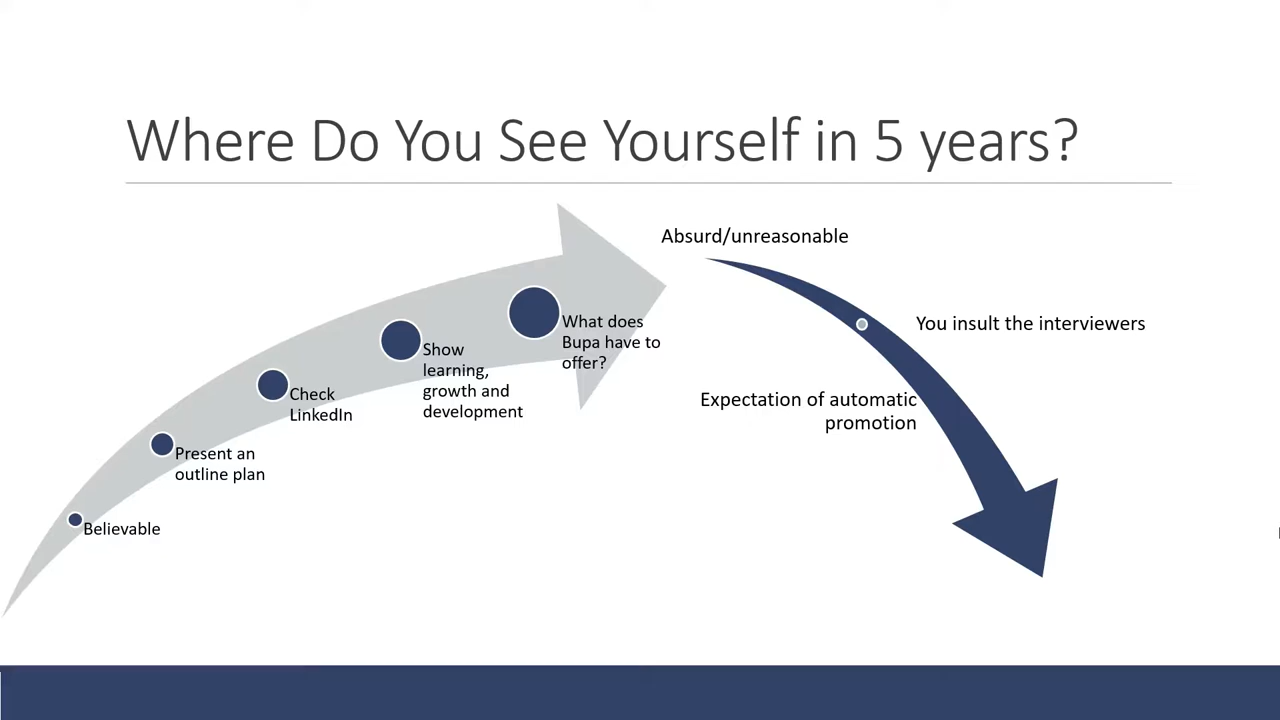 Where Do You See Yourself in 5 years?
Believable
Present an
outline plan
Check
LinkedIn
Show
learning,
growth and
development
What does
Bupa have to
offer?
Absurd/unreasonable
You insult the interviewers
Expectation of automatic
promotion